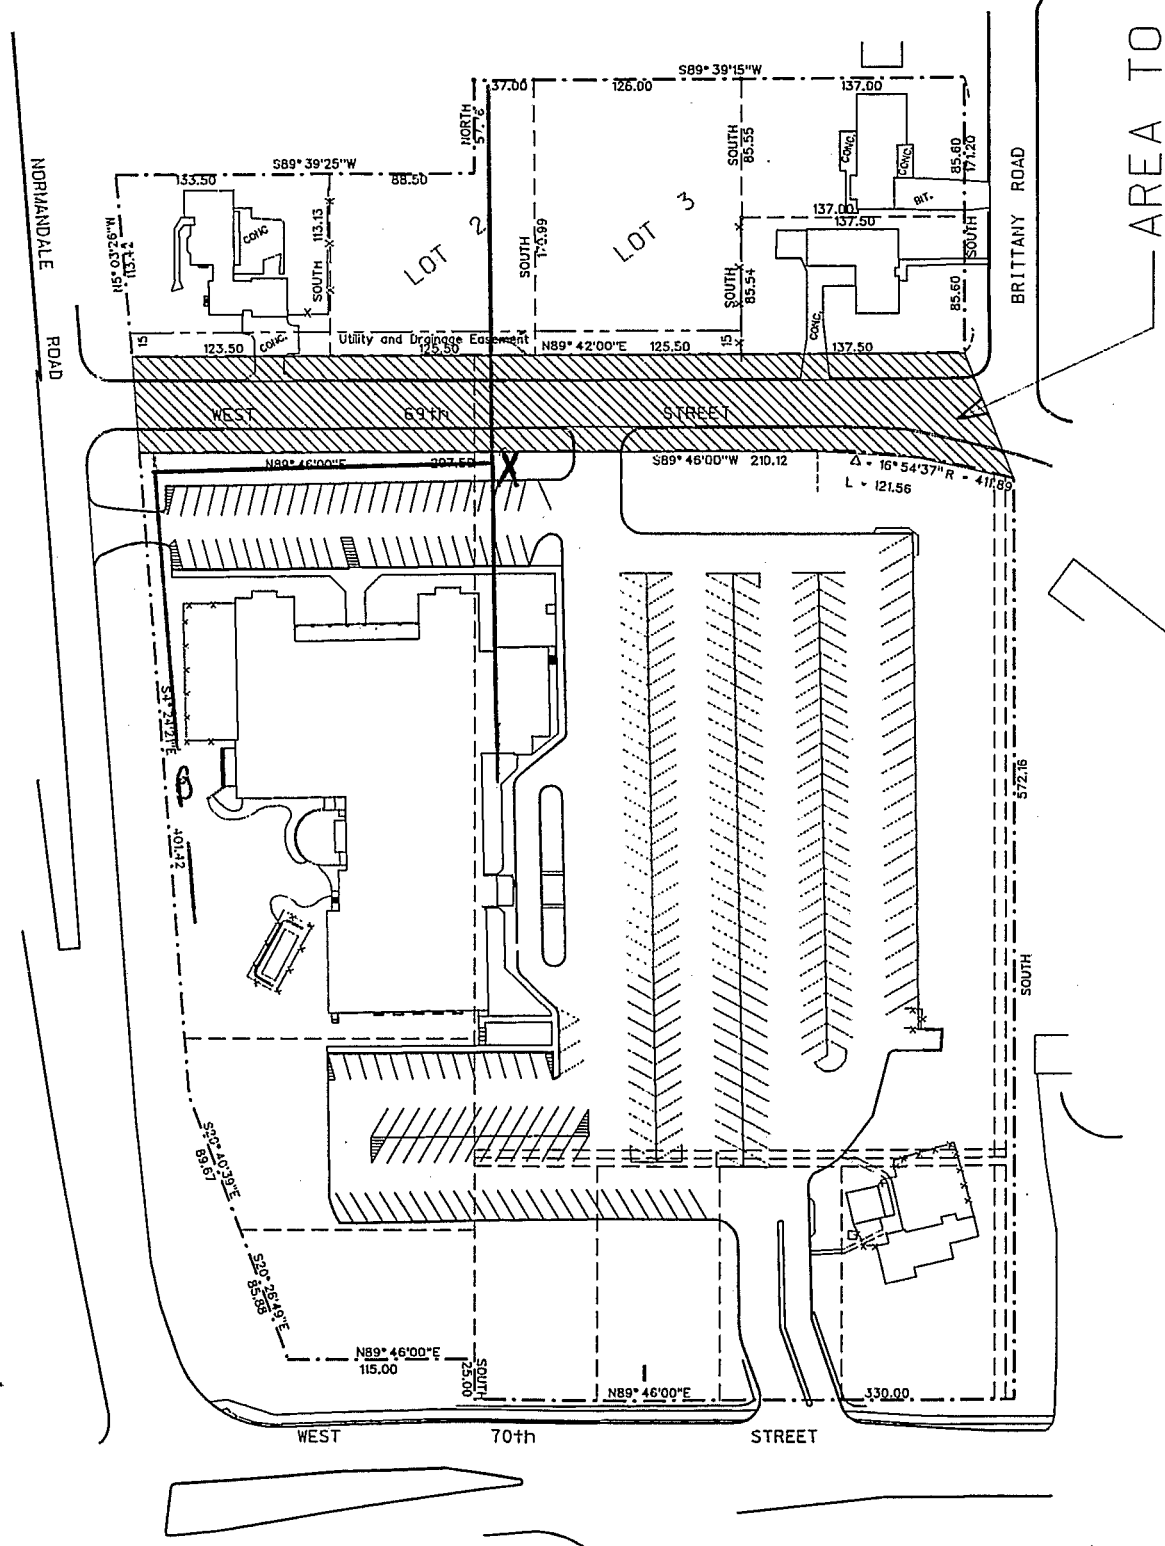 AREA TO
S89° 39'15"W
37.00
126.00
137.00
NORTH
57.76
SOUTH
85.55
CONC.
CONC.
85.60
171.20
BRITTANY ROAD
NORMANDALE ROAD
S89° 39'25"W
133.50
88.50
BIT.
137.00
137.50
N15° 03'26"W
CONC
SOUTH 113.13
LOT 2
SOUTH
LOT 3
SOUTH
85.54
SOUTH
85.60
15
123.50
CONC.
Utility and Drainage Easement
125.50
N89° 42'00"E
125.50
15
CONC.
137.50
WEST 69th STREET
N89° 46'00"E
207.50
X
S89° 46'00"W 210.12
Δ = 16° 54'37" R = 411.89
L = 121.56
S4° 24'21"E
401.42
572.16
SOUTH
S20° 40'39"E
89.67
S20° 26'49"E
85.88
N89° 46'00"E
115.00
SOUTH
25.00
N89° 46'00"E
330.00
WEST 70th STREET